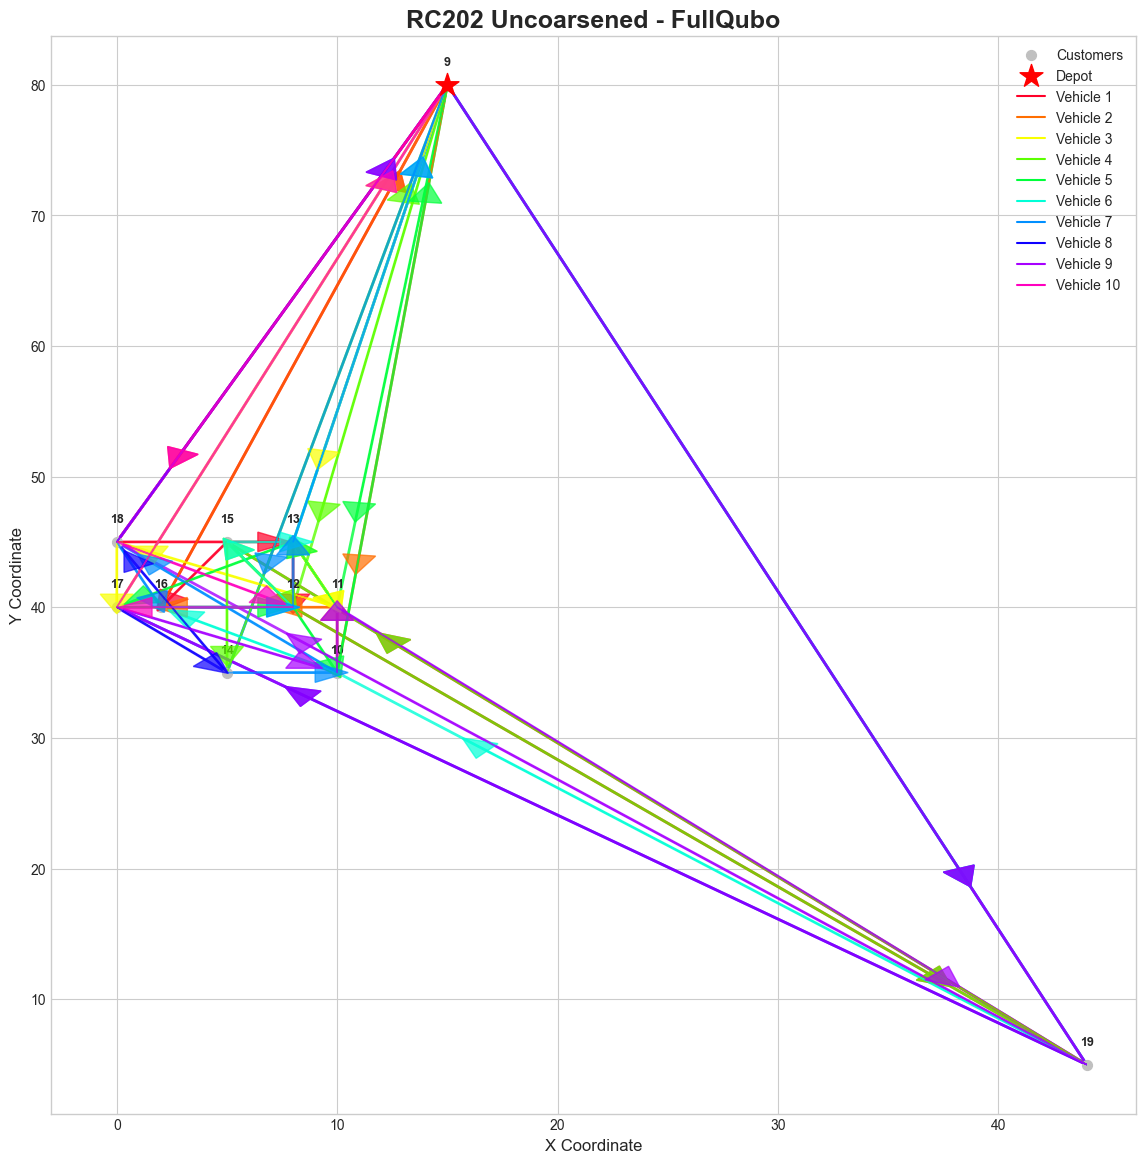 RC202 Uncoarsened - FullQubo
Customers
Depot
Vehicle 1
Vehicle 2
Vehicle 3
Vehicle 4
Vehicle 5
Vehicle 6
Vehicle 7
Vehicle 8
Vehicle 9
Vehicle 10
9
18
15
13
17
16
12
11
14
10
19
80
70
60
50
40
30
20
10
0
10
20
30
40
Y Coordinate
X Coordinate